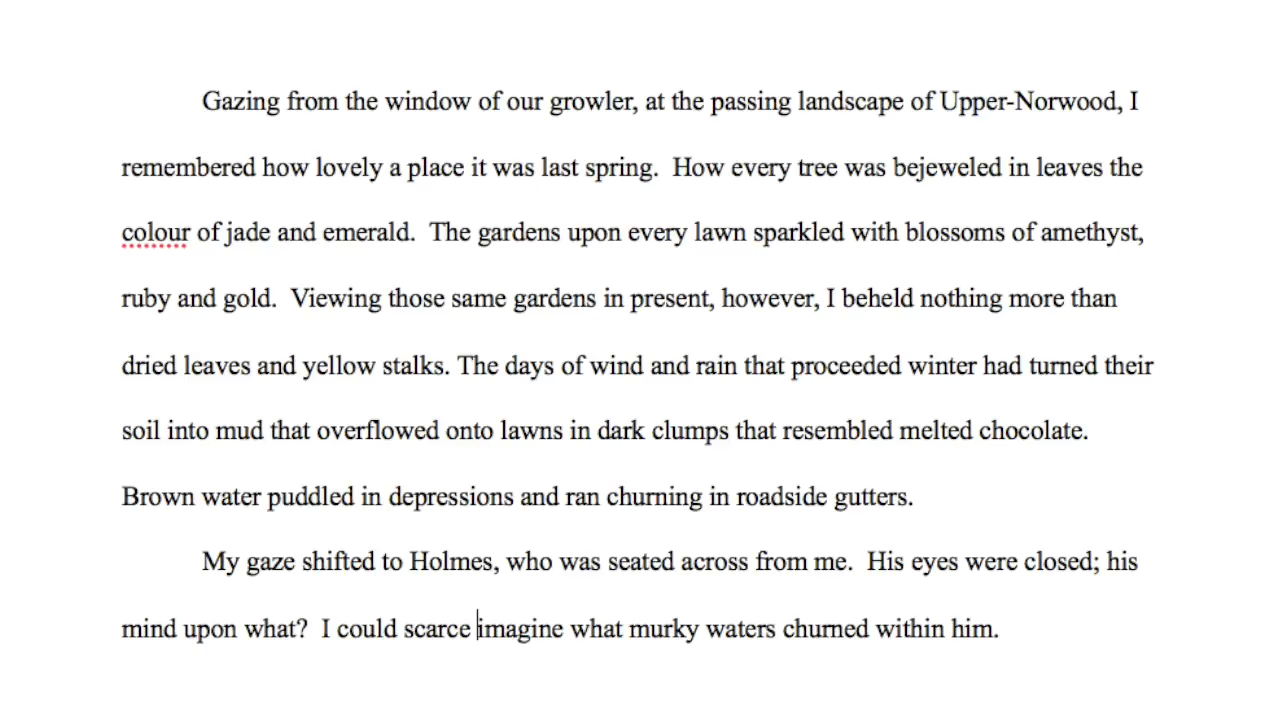 Gazing from the window of our growler, at the passing landscape of Upper-Norwood, I
remembered how lovely a place it was last spring.  How every tree was bejeweled in leaves the
colour of jade and emerald.  The gardens upon every lawn sparkled with blossoms of amethyst,
ruby and gold.  Viewing those same gardens in present, however, I beheld nothing more than
dried leaves and yellow stalks. The days of wind and rain that proceeded winter had turned their
soil into mud that overflowed onto lawns in dark clumps that resembled melted chocolate.
Brown water puddled in depressions and ran churning in roadside gutters.
My gaze shifted to Holmes, who was seated across from me.  His eyes were closed; his
mind upon what?  I could scarce imagine what murky waters churned within him.